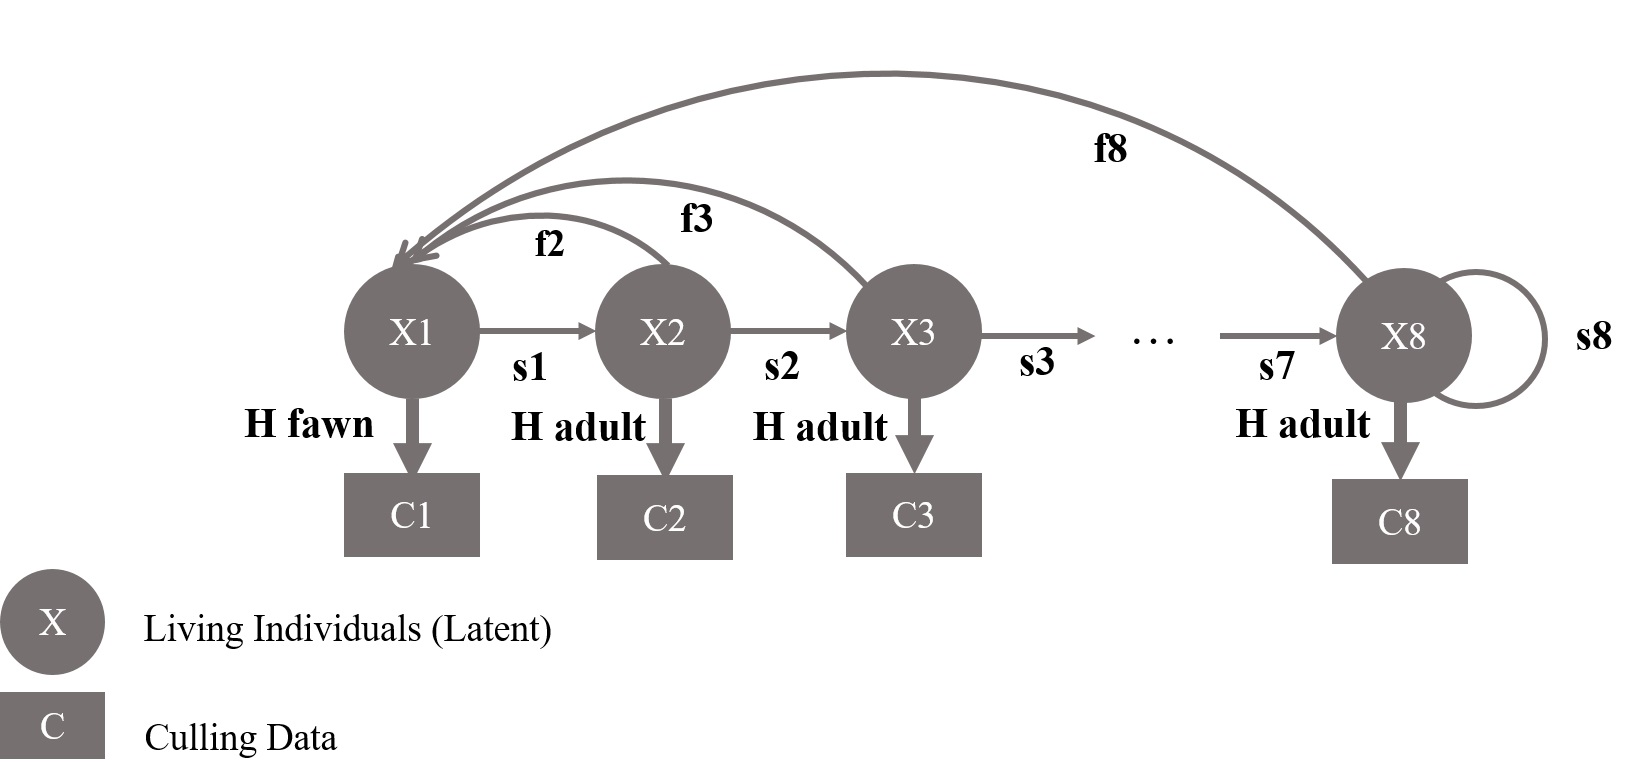 f8
f3
f2
X1
X2
X3
...
X8
s8
s1
s2
s3
s7
H fawn
H adult
H adult
H adult
C1
C2
C3
C8
X
Living Individuals (Latent)
C
Culling Data